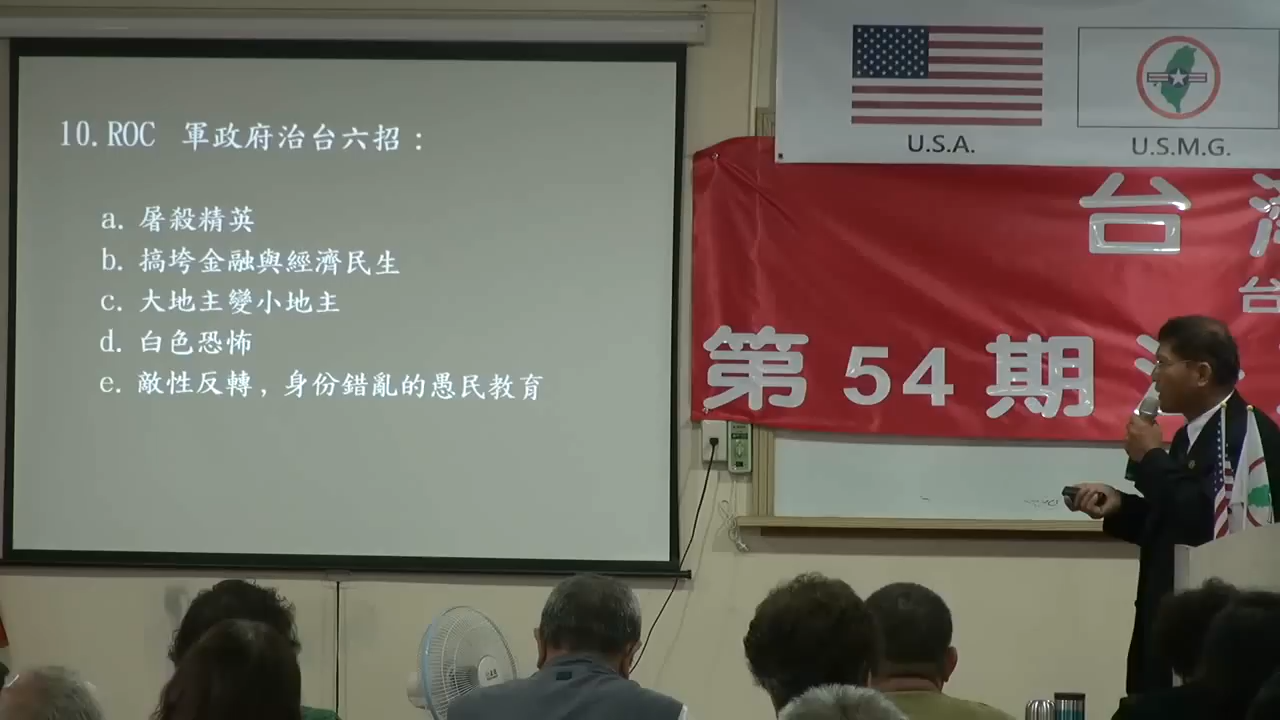 10. ROC 軍政府治台六招：
a. 屠殺精英
b. 搞垮金融與經濟民生
c. 大地主變小地主
d. 白色恐怖
e. 敵性反轉，身份錯亂的愚民教育
U.S.A.
U.S.M.G.
台
台
第 54 期